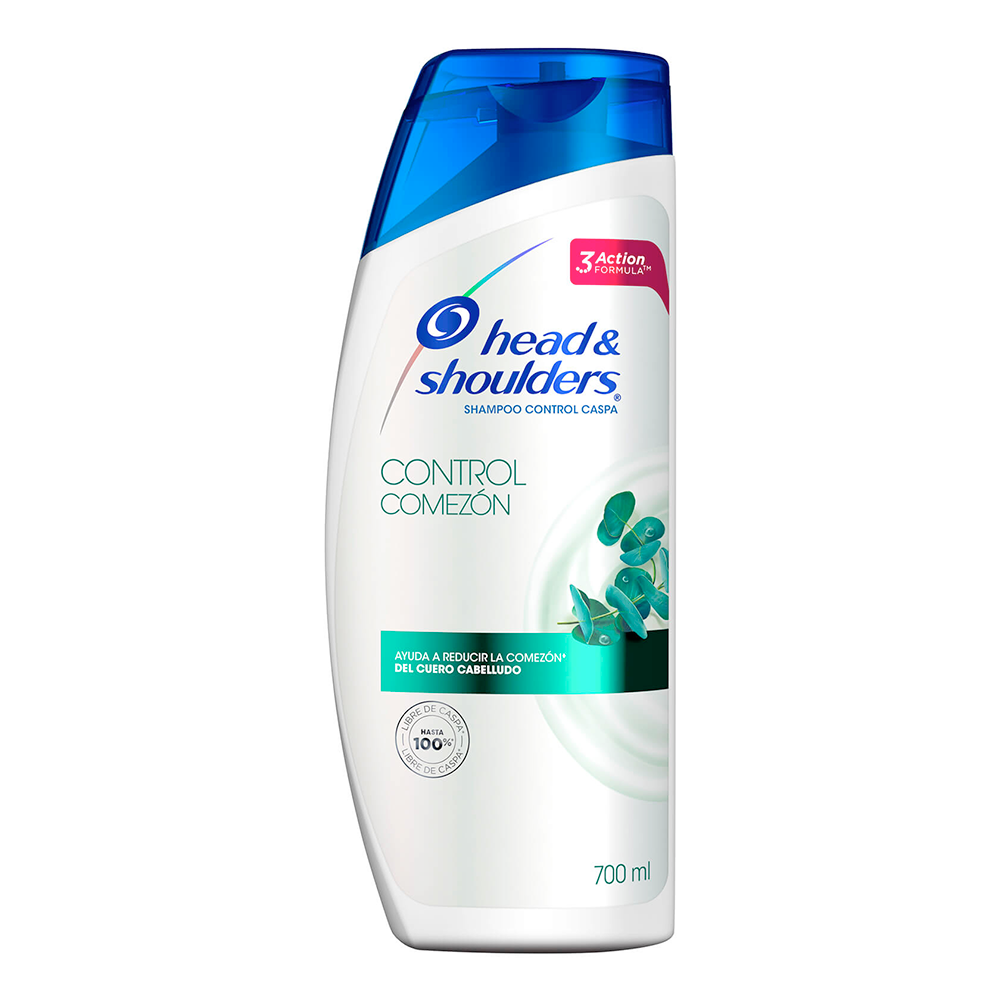 3 Action
FORMULA™
head &
shoulders®
SHAMPOO CONTROL CASPA
CONTROL
COMEZÓN
AYUDA A REDUCIR LA COMEZÓN*
DEL CUERO CABELLUDO
LIBRE DE CASPA*
HASTA
100%*
LIBRE DE CASPA*
700 ml